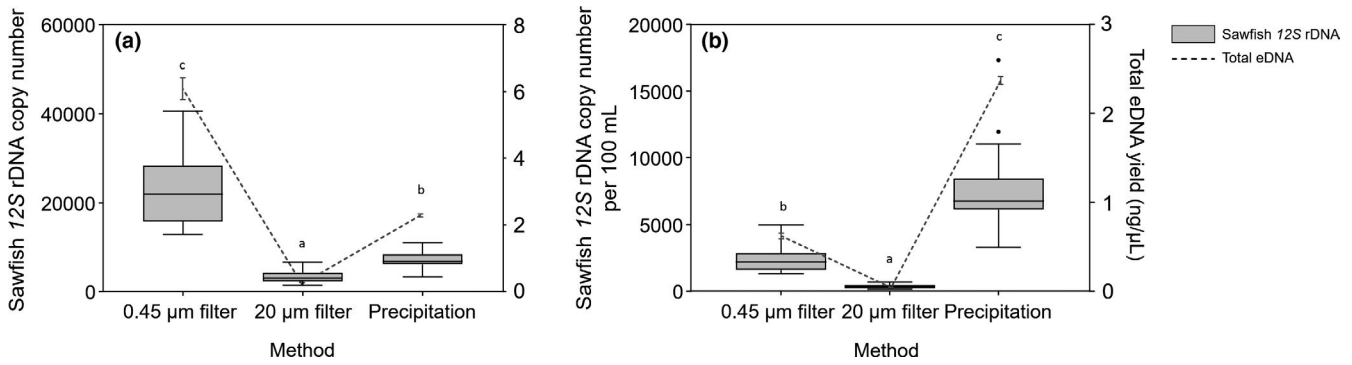 (a)
Sawfish 12S rDNA copy number
60000
40000
20000
0
8
6
4
2
0
c
a
b
0.45 µm filter
20 µm filter
Precipitation
Method
(b)
Sawfish 12S rDNA copy number
per 100 mL
20000
15000
10000
5000
0
3
2
1
0
Total eDNA yield (ng/µL)
b
a
c
0.45 µm filter
20 µm filter
Precipitation
Method
Sawfish 12S rDNA
Total eDNA